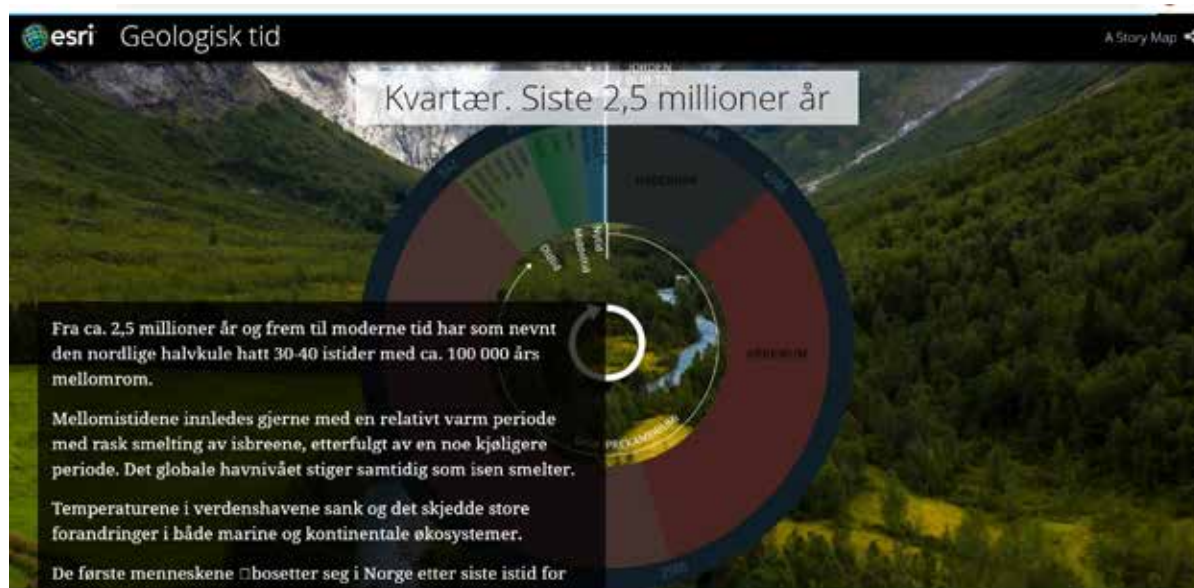 esri Geologisk tid
A Story Map
JORDEN
Kvartær. Siste 2,5 millioner år
HADEIKUM
Nytid
Mellomtid
Oldtid
ARKEIKUM
PREKAMBRIUM
Fra ca. 2,5 millioner år og frem til moderne tid har som nevnt
den nordlige halvkule hatt 30-40 istider med ca. 100 000 års
mellomrom.
Mellomistidene innledes gjerne med en relativt varm periode
med rask smelting av isbreene, etterfulgt av en noe kjøligere
periode. Det globale havnivået stiger samtidig som isen smelter.
Temperaturene i verdenshavene sank og det skjedde store
forandringer i både marine og kontinentale økosystemer.
De første menneskene □bosetter seg i Norge etter siste istid for